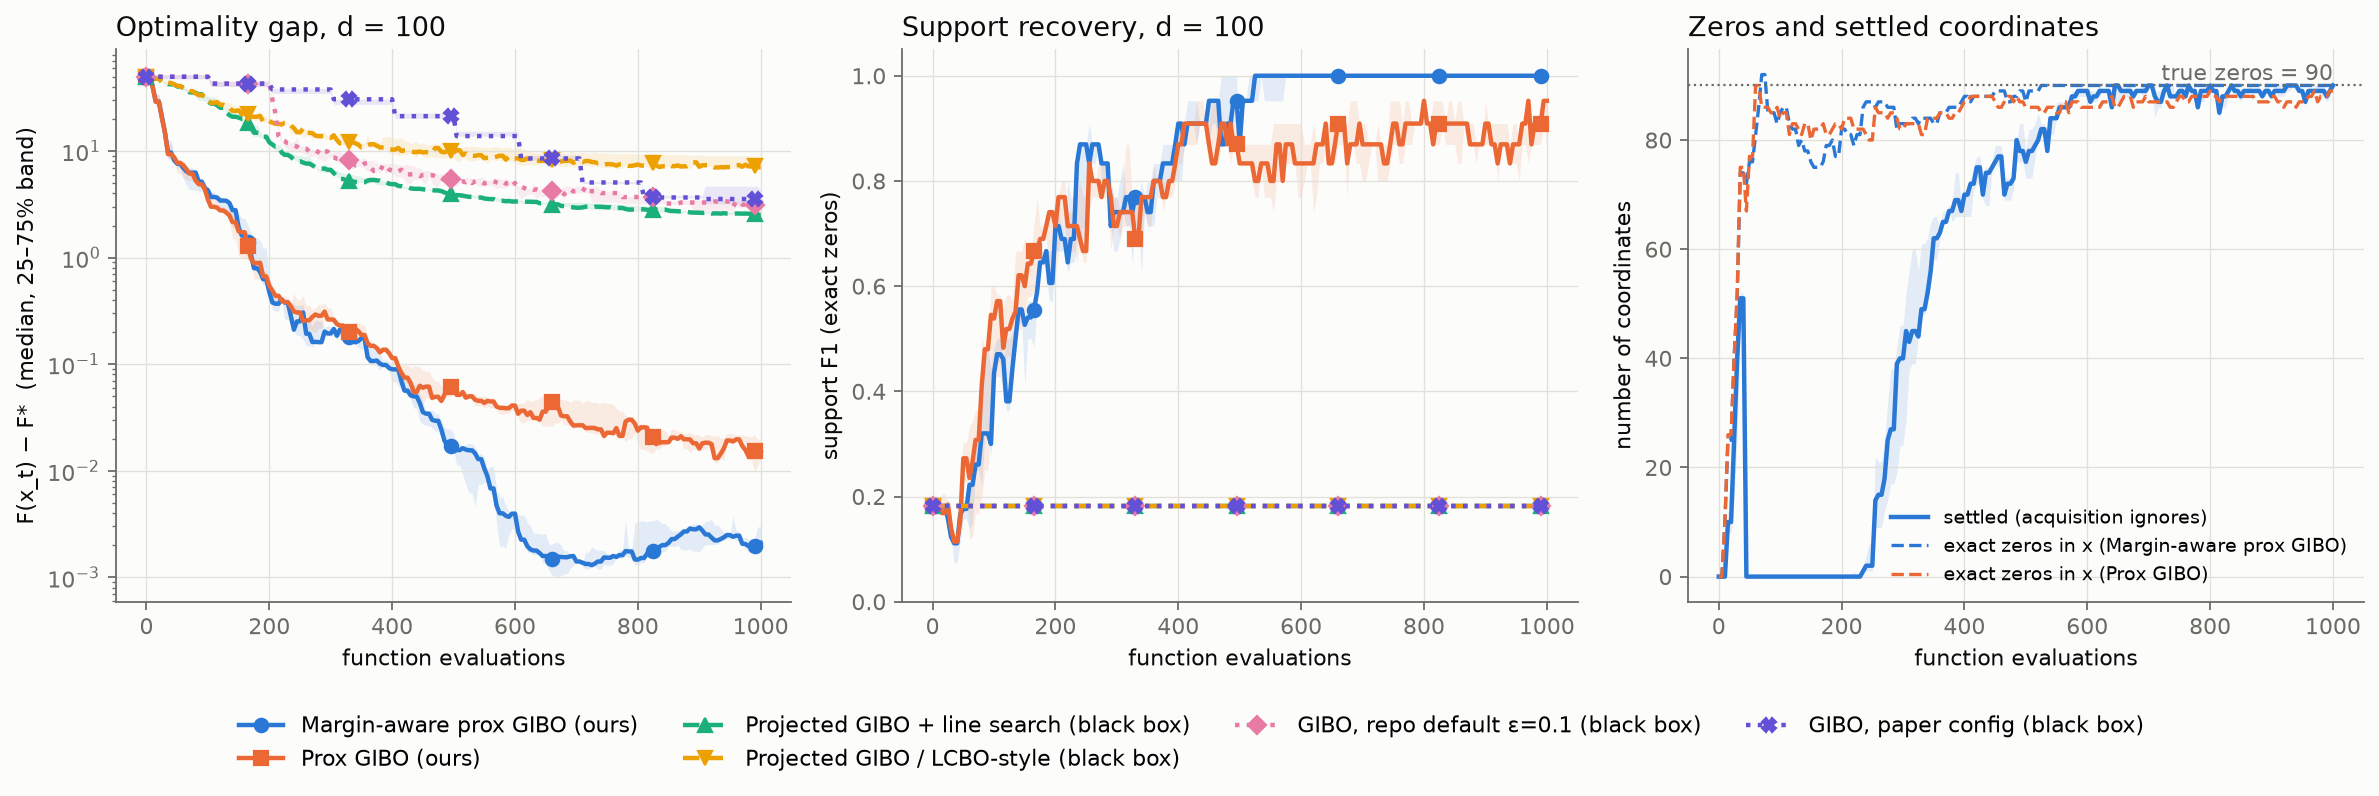 Optimality gap, d = 100
F(x_t) − F* (median, 25–75% band)
10¹
10⁰
10⁻¹
10⁻²
10⁻³
0 200 400 600 800 1000
function evaluations
Support recovery, d = 100
support F1 (exact zeros)
1.0
0.8
0.6
0.4
0.2
0.0
0 200 400 600 800 1000
function evaluations
Zeros and settled coordinates
number of coordinates
80
60
40
20
0
true zeros = 90
settled (acquisition ignores)
exact zeros in x (Margin-aware prox GIBO)
exact zeros in x (Prox GIBO)
0 200 400 600 800 1000
function evaluations
Margin-aware prox GIBO (ours)
Prox GIBO (ours)
Projected GIBO + line search (black box)
Projected GIBO / LCBO-style (black box)
GIBO, repo default ε=0.1 (black box)
GIBO, paper config (black box)